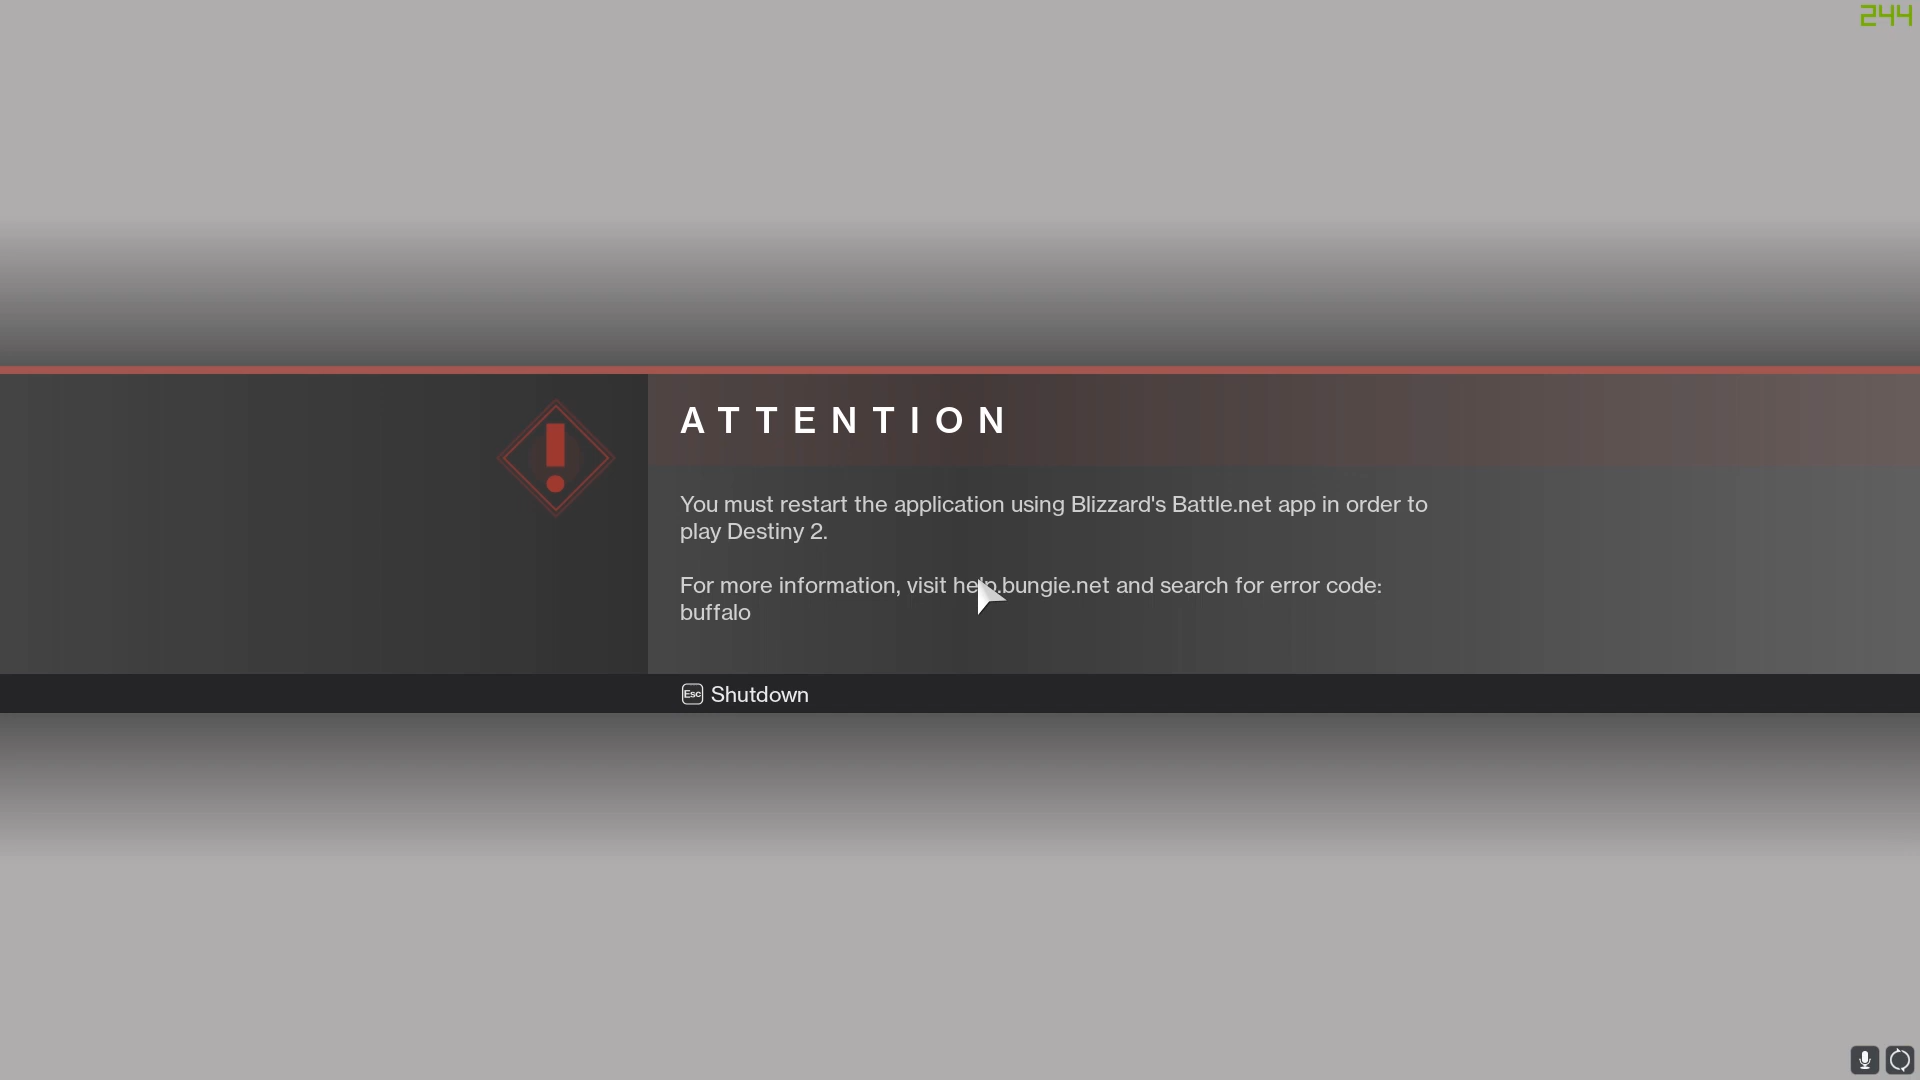 244
ATTENTION
You must restart the application using Blizzard's Battle.net app in order to
play Destiny 2.
For more information, visit help.bungie.net and search for error code:
buffalo
Esc Shutdown